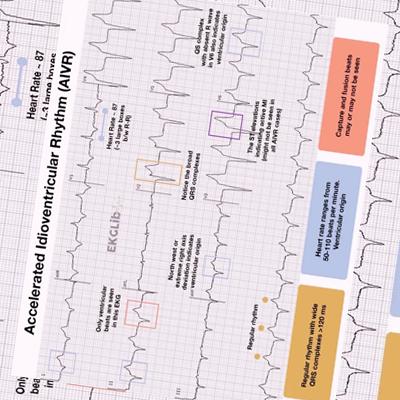 Accelerated Idioventricular Rhythm (AIVR)
Heart Rate ~ 87
(~3 large boxes
Only ventricular
beats are seen
in this EKG
Heart Rate ~ 87
(~3 large boxes
b/w R-R)
EKGLib
North west or
extreme right axis
deviation indicates
ventricular origin
Notice the broad
QRS complexes
QS complex
with absent R wave
in V6 also indicates
ventricular origin
The ST elevations
indicating active MI
(might not be seen in
all AIVR cases)
Regular rhythm
Regular rhythm with wide
QRS complexes >120 ms
Heart rate ranges from
50-110 beats per minute.
Ventricular origin
Capture and fusion beats
may or may not be seen
Only
bea
in